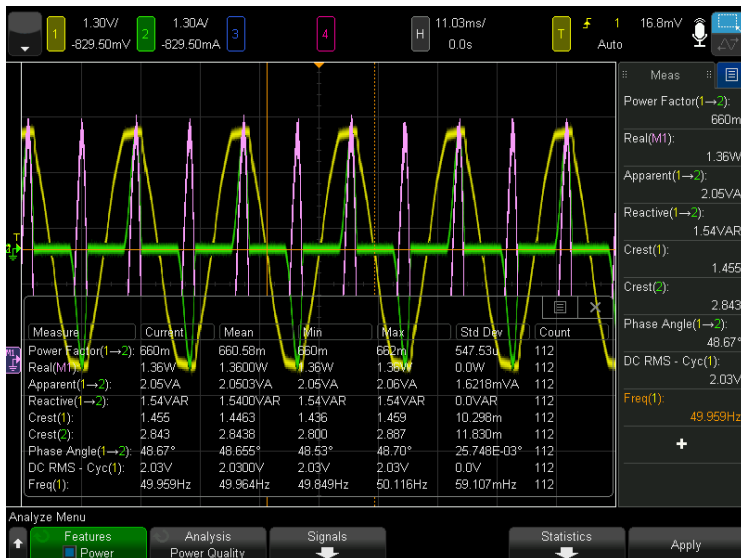 1 1.30V/ 2 1.30A/ 3 4 H 11.03ms/ T 1 16.8mV
-829.50mV -829.50mA 0.0s Auto
Meas
Power Factor(1→2):
660m
Real(M1):
1.36W
Apparent(1→2):
2.05VA
Reactive(1→2):
1.54VAR
Crest(1):
1.455
Crest(2):
2.843
Phase Angle(1→2):
48.67°
DC RMS - Cyc(1):
2.03V
Freq(1):
49.959Hz
T
M1
Measure Current Mean Min Max Std Dev Count
Power Factor(1→2): 660m 660.58m 660m 662m 547.53u 112
Real(M1): 1.36W 1.3600W 1.36W 1.36W 0.0W 112
Apparent(1→2): 2.05VA 2.0503VA 2.05VA 2.06VA 1.6218mVA 112
Reactive(1→2): 1.54VAR 1.5400VAR 1.54VAR 1.54VAR 0.0VAR 112
Crest(1): 1.455 1.4463 1.436 1.459 10.298m 112
Crest(2): 2.843 2.8438 2.800 2.887 11.830m 112
Phase Angle(1→2): 48.67° 48.655° 48.53° 48.70° 25.748E-03° 112
DC RMS - Cyc(1): 2.03V 2.0300V 2.03V 2.03V 0.0V 112
Freq(1): 49.959Hz 49.964Hz 49.849Hz 50.116Hz 59.107mHz 112
Analyze Menu
Features Analysis Signals Statistics Apply
Power Power Quality